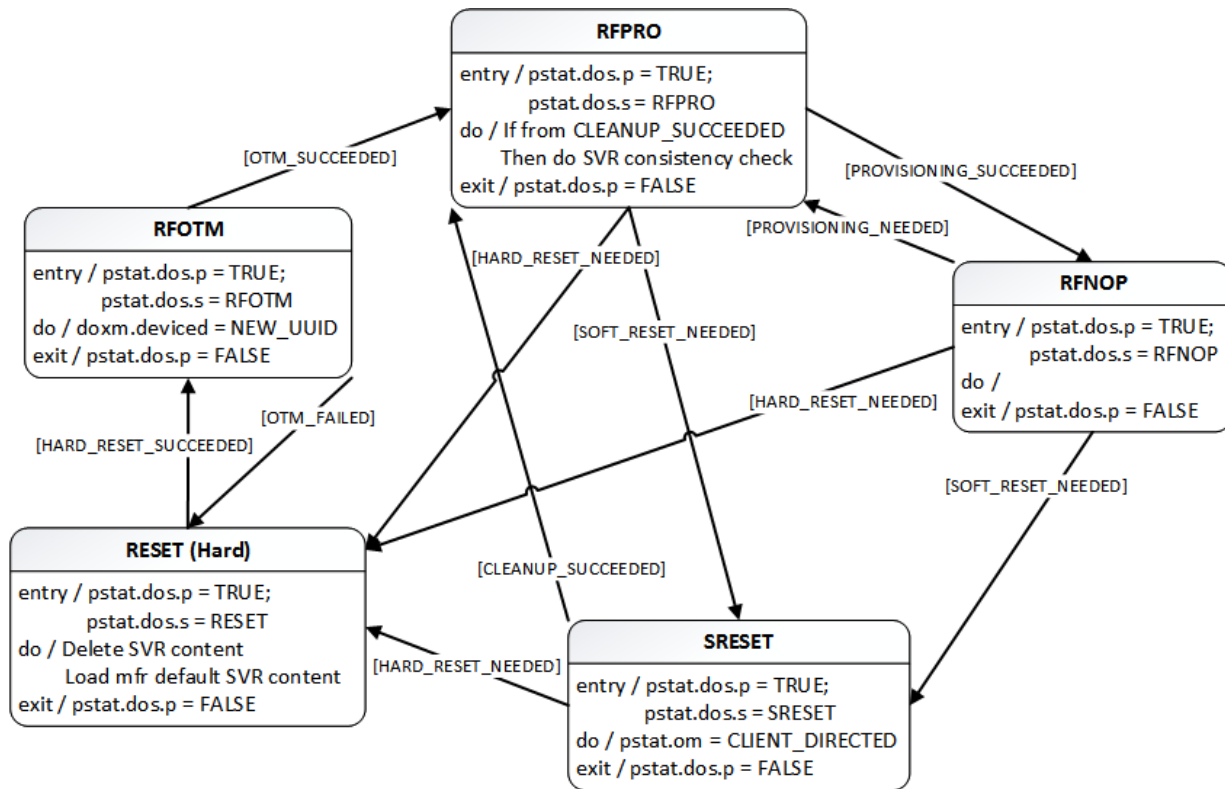 RFPRO
entry / pstat.dos.p = TRUE;
pstat.dos.s = RFPRO
do / If from CLEANUP_SUCCEEDED
Then do SVR consistency check
exit / pstat.dos.p = FALSE
[OTM_SUCCEEDED]
[PROVISIONING_SUCCEEDED]
[PROVISIONING_NEEDED]
RFOTM
entry / pstat.dos.p = TRUE;
pstat.dos.s = RFOTM
do / doxm.deviced = NEW_UUID
exit / pstat.dos.p = FALSE
[HARD_RESET_NEEDED]
RFNOP
entry / pstat.dos.p = TRUE;
pstat.dos.s = RFNOP
do /
exit / pstat.dos.p = FALSE
[SOFT_RESET_NEEDED]
[HARD_RESET_NEEDED]
[OTM_FAILED]
[HARD_RESET_SUCCEEDED]
[SOFT_RESET_NEEDED]
RESET (Hard)
entry / pstat.dos.p = TRUE;
pstat.dos.s = RESET
do / Delete SVR content
Load mfr default SVR content
exit / pstat.dos.p = FALSE
[CLEANUP_SUCCEEDED]
[HARD_RESET_NEEDED]
SRESET
entry / pstat.dos.p = TRUE;
pstat.dos.s = SRESET
do / pstat.om = CLIENT_DIRECTED
exit / pstat.dos.p = FALSE